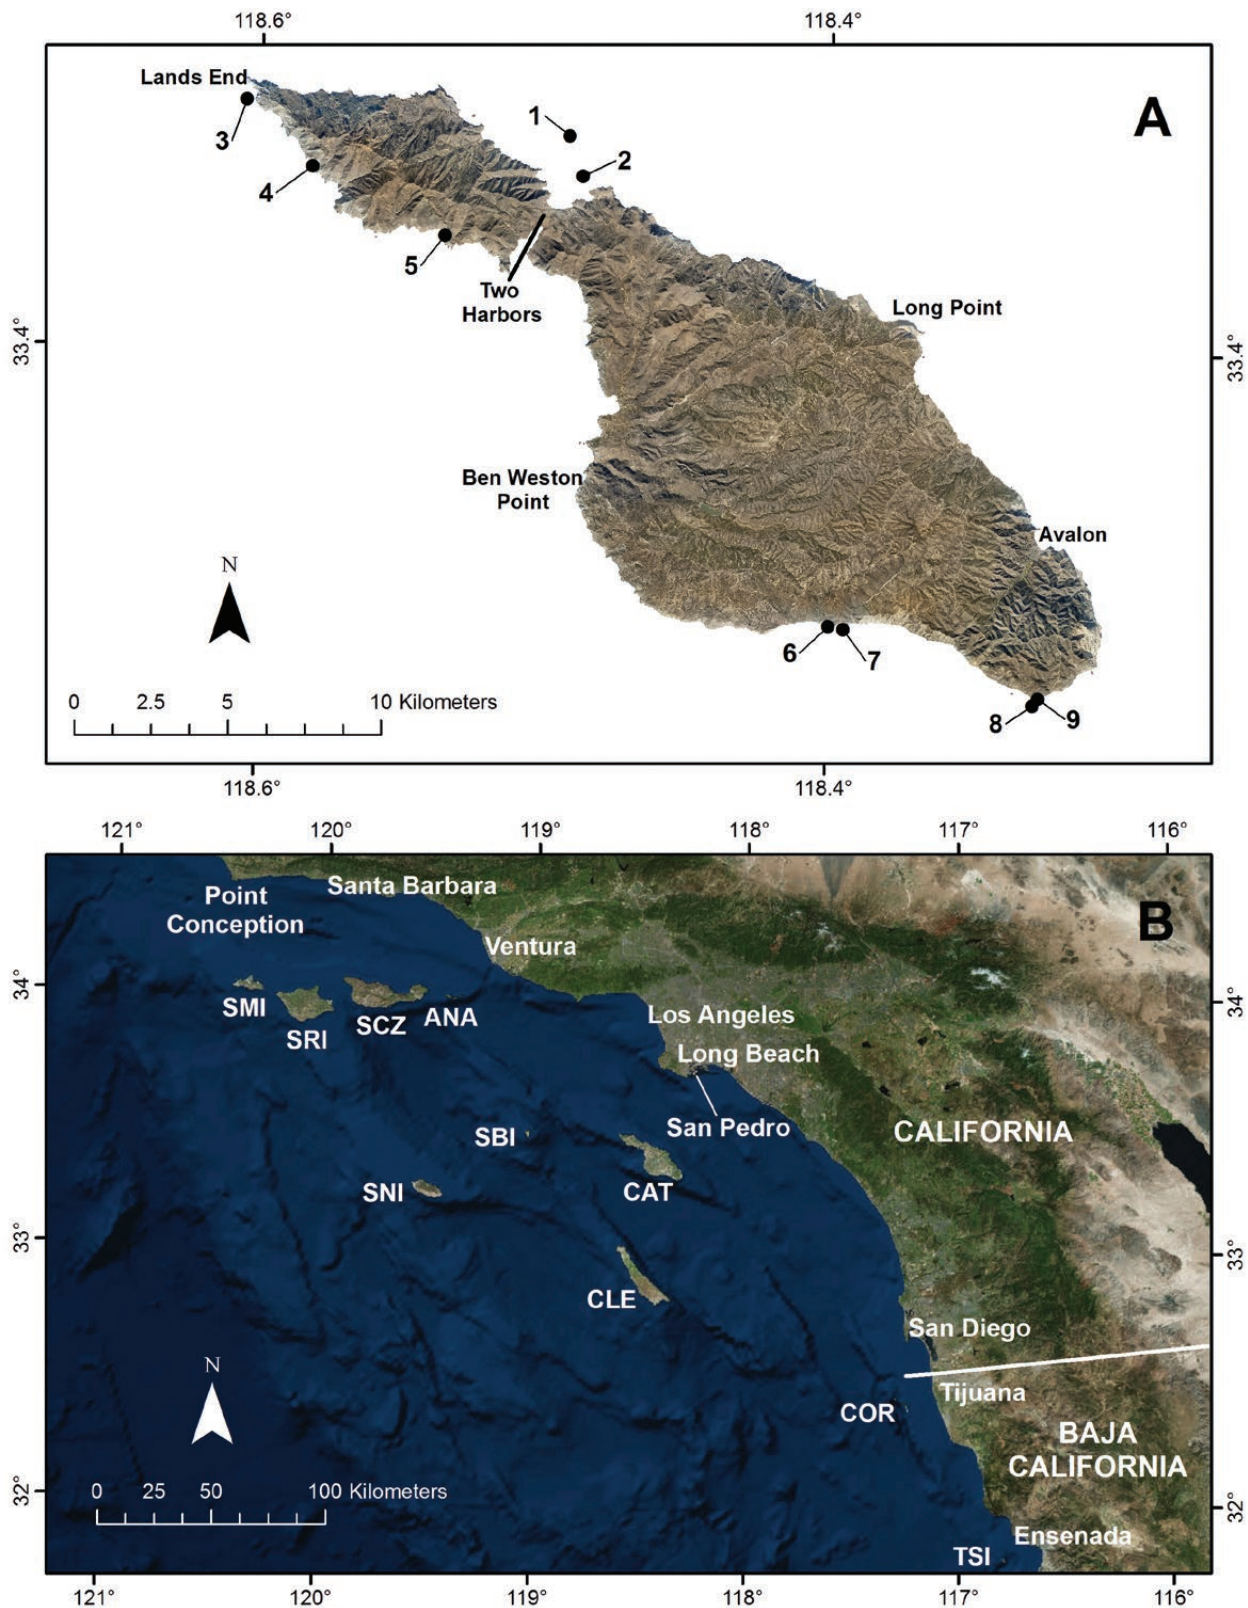 118.6°
118.4°
Lands End
A
1
2
3
4
5
Two
Harbors
Long Point
33.4°
33.4°
Ben Weston
Point
Avalon
N
6
7
0 2.5 5 10 Kilometers
8
9
118.6°
118.4°
121°
120°
119°
118°
117°
116°
Point
Conception
Santa Barbara
B
Ventura
34°
34°
SMI
SRI
SCZ
ANA
Los Angeles
Long Beach
San Pedro
SBI
CALIFORNIA
SNI
CAT
33°
33°
CLE
San Diego
N
Tijuana
COR
BAJA
CALIFORNIA
32°
32°
0 25 50 100 Kilometers
Ensenada
TSI
121°
120°
119°
118°
117°
116°